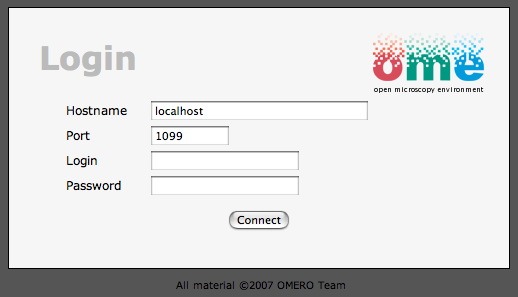 Login
ome
open microscopy environment
Hostname localhost
Port 1099
Login
Password
Connect
All material ©2007 OMERO Team